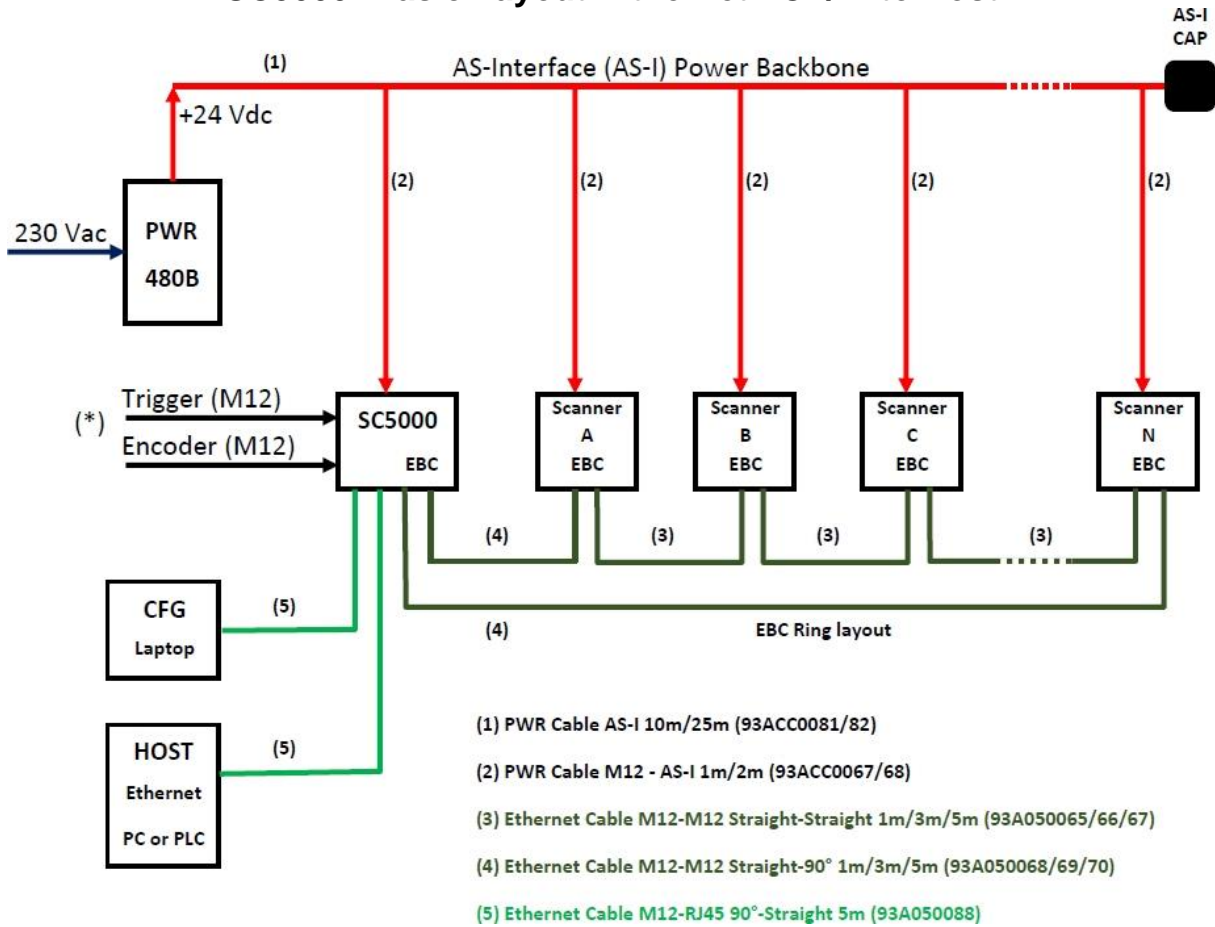 AS-I
CAP
(1)
AS-Interface (AS-I) Power Backbone
+24 Vdc
(2)
(2)
(2)
(2)
(2)
230 Vac
PWR
480B
(*)
Trigger (M12)
Encoder (M12)
SC5000
EBC
Scanner
A
EBC
Scanner
B
EBC
Scanner
C
EBC
Scanner
N
EBC
(4)
(3)
(3)
(3)
(4)
EBC Ring layout
CFG
Laptop
(5)
HOST
Ethernet
PC or PLC
(5)
(1) PWR Cable AS-I 10m/25m (93ACC0081/82)
(2) PWR Cable M12 - AS-I 1m/2m (93ACC0067/68)
(3) Ethernet Cable M12-M12 Straight-Straight 1m/3m/5m (93A050065/66/67)
(4) Ethernet Cable M12-M12 Straight-90° 1m/3m/5m (93A050068/69/70)
(5) Ethernet Cable M12-RJ45 90°-Straight 5m (93A050088)